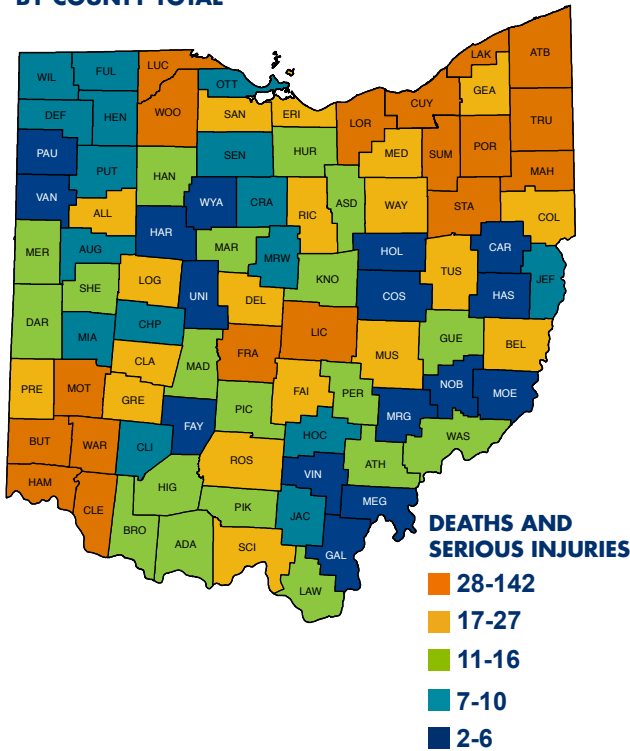 BY COUNTY TOTAL
WIL FUL LUC OTT LAK ATB
DEF HEN WOO SAN ERI LOR CUY GEA
PAU PUT SEN HUR MED SUM POR TRU
VAN ALL HAN WYA CRA RIC ASD WAY STA MAH
MER AUG HAR MAR MRW HOL TUS CAR COL
SHE LOG UNI DEL KNO COS HAS JEF
DAR MIA CHP MAD FRA LIC MUS GUE BEL
PRE MOT CLA GRE FAY PIC FAI PER MRG NOB MOE
BUT WAR CLI ROS HOC ATH WAS
HAM CLE HIG PIK VIN MEG
BRO ADA SCI JAC GAL LAW
DEATHS AND
SERIOUS INJURIES
28-142
17-27
11-16
7-10
2-6